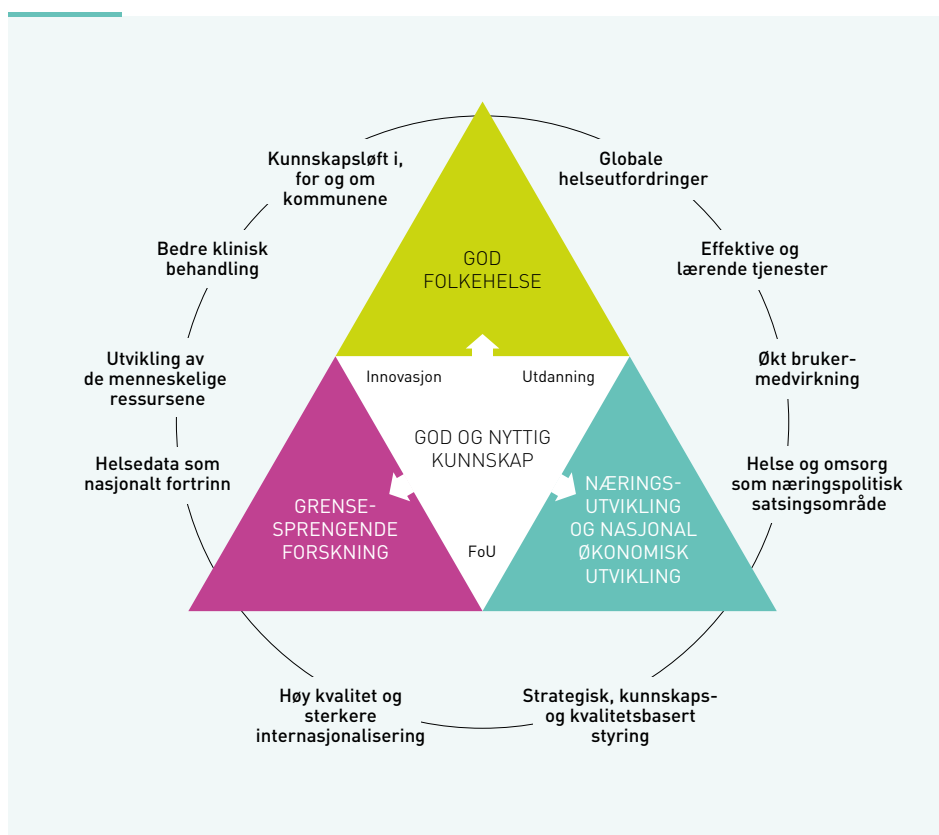 Kunnskapsløft i,
for og om
kommunene
Globale
helseutfordringer
Bedre klinisk
behandling
Effektive og
lærende tjenester
GOD
FOLKEHELSE
Utvikling av
de menneskelige
ressursene
Økt bruker-
medvirkning
Innovasjon
Utdanning
GOD OG NYTTIG
KUNNSKAP
Helsedata som
nasjonalt fortrinn
Helse og omsorg
som næringspolitisk
satsingsområde
GRENSE-
SPRENGENDE
FORSKNING
NÆRINGS-
UTVIKLING
OG NASJONAL
ØKONOMISK
UTVIKLING
FoU
Høy kvalitet og
sterkere
internasjonalisering
Strategisk, kunnskaps-
og kvalitetsbasert
styring